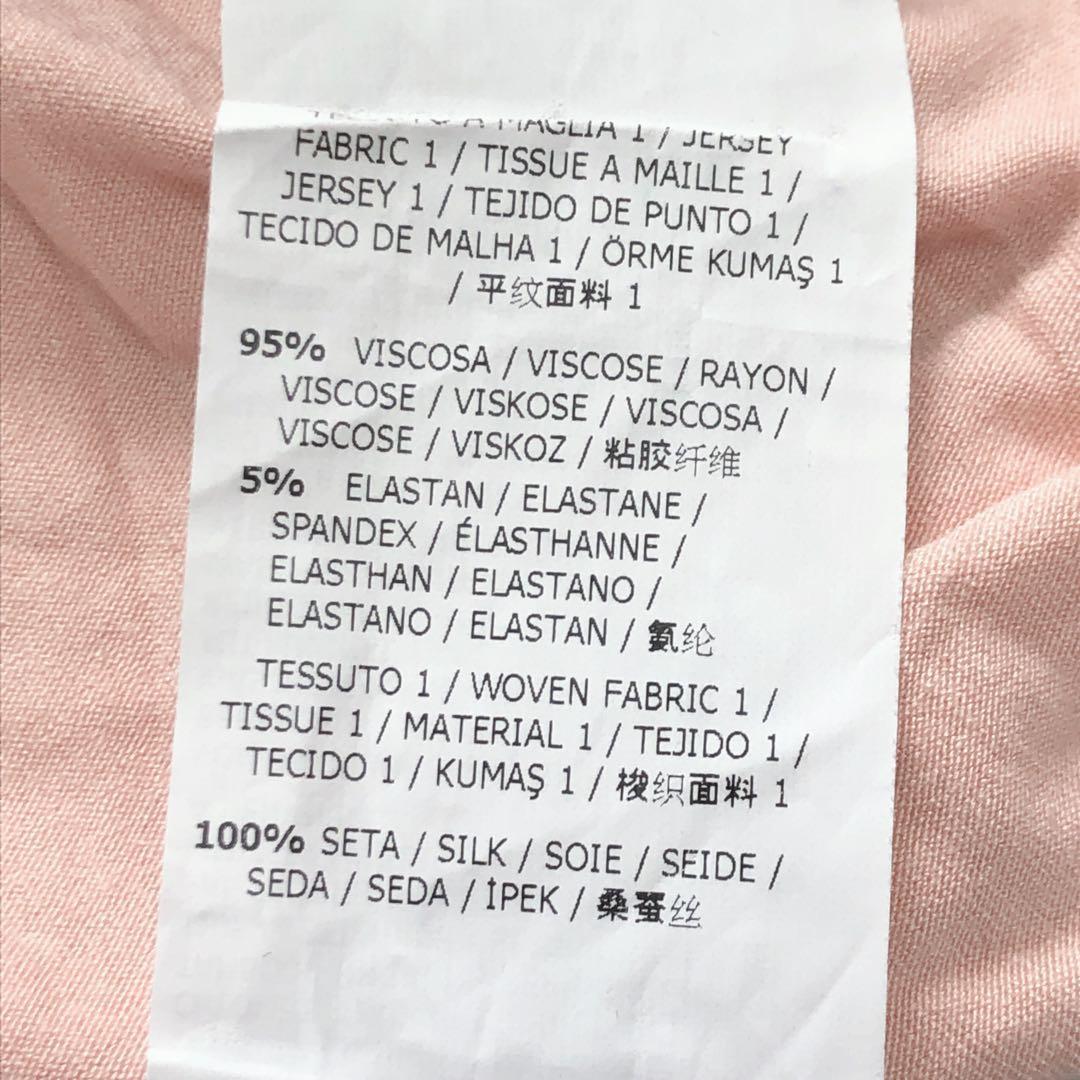 A MAGLIA 1 / JERSEY
FABRIC 1 / TISSUE A MAILLE 1 /
JERSEY 1 / TEJIDO DE PUNTO 1 /
TECIDO DE MALHA 1 / ÖRME KUMAŞ 1
/ 平纹面料 1
95% VISCOSA / VISCOSE / RAYON /
VISCOSE / VISKOSE / VISCOSA /
VISCOSE / VISKOZ / 粘胶纤维
5% ELASTAN / ELASTANE /
SPANDEX / ÉLASTHANNE /
ELASTHAN / ELASTANO /
ELASTANO / ELASTAN / 氨纶
TESSUTO 1 / WOVEN FABRIC 1 /
TISSUE 1 / MATERIAL 1 / TEJIDO 1 /
TECIDO 1 / KUMAŞ 1 / 梭织面料 1
100% SETA / SILK / SOIE / SEIDE /
SEDA / SEDA / İPEK / 桑蚕丝